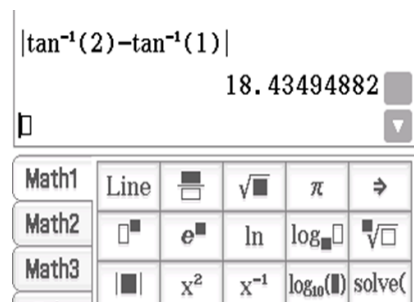 |tan⁻¹(2)−tan⁻¹(1)|
18.43494882
Math1 Line √■ π ⇒
Math2 □■ e■ ln log■□ ■√□
Math3 |■| x² x⁻¹ log₁₀(■) solve(